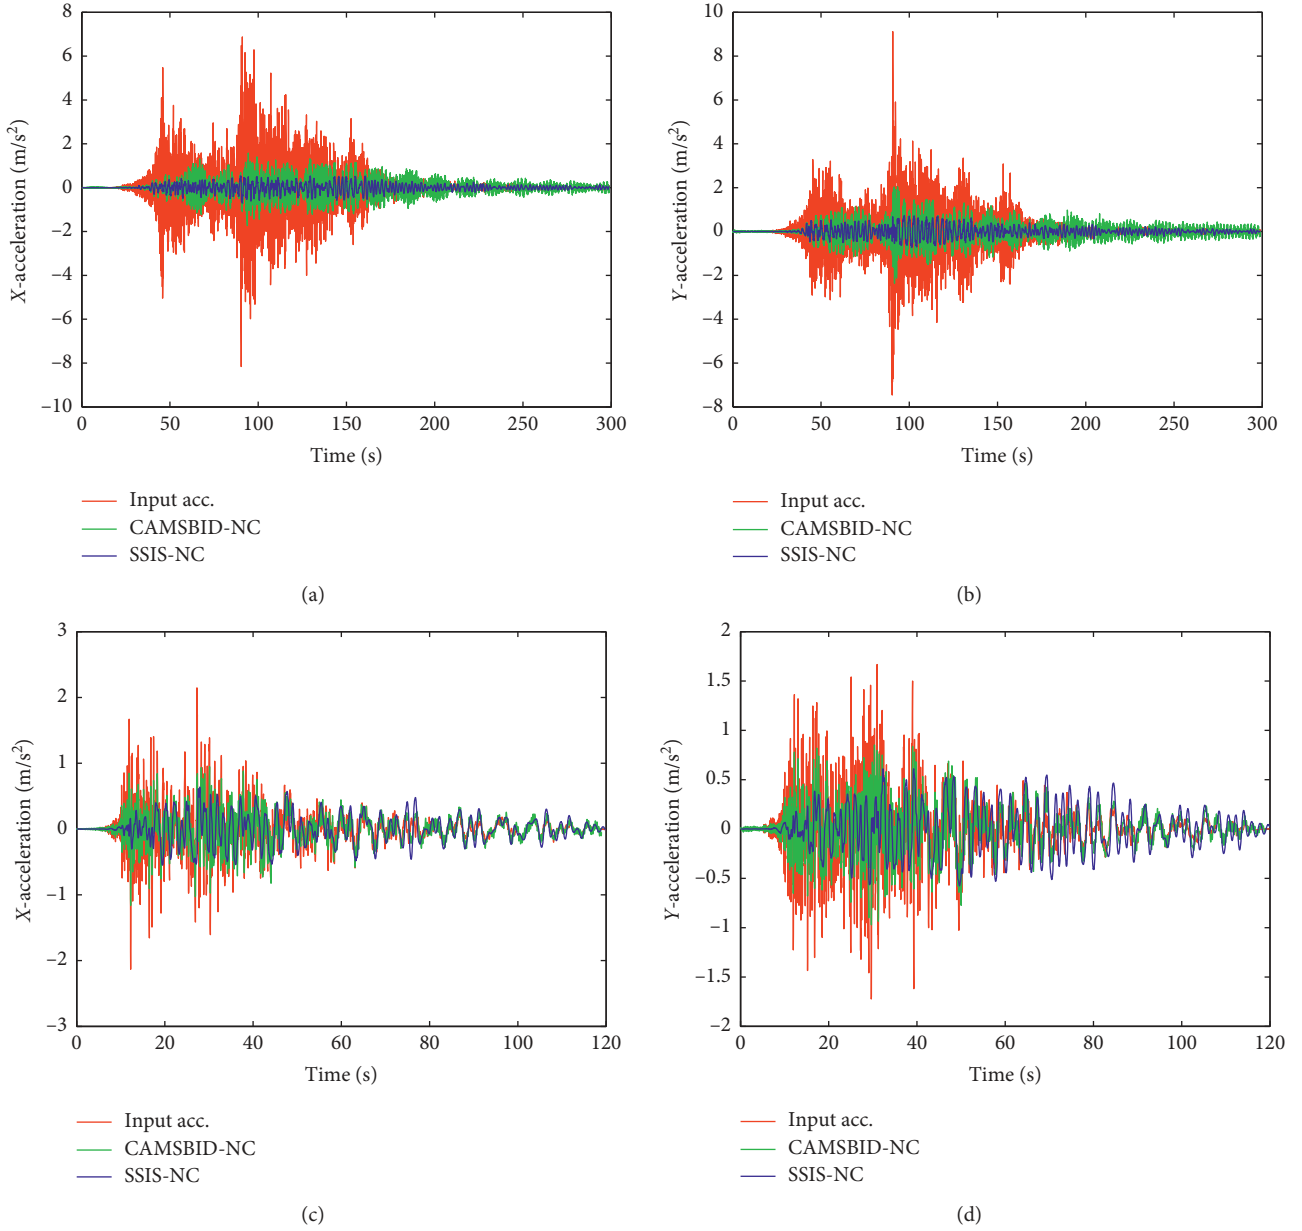 8
6
4
2
0
−2
−4
−6
−8
−10
X-acceleration (m/s²)
0 50 100 150 200 250 300
Time (s)
Input acc.
CAMSBID-NC
SSIS-NC
(a)
10
8
6
4
2
0
−2
−4
−6
−8
Y-acceleration (m/s²)
0 50 100 150 200 250 300
Time (s)
Input acc.
CAMSBID-NC
SSIS-NC
(b)
3
2
1
0
−1
−2
−3
X-acceleration (m/s²)
0 20 40 60 80 100 120
Time (s)
Input acc.
CAMSBID-NC
SSIS-NC
(c)
2
1.5
1
0.5
0
−0.5
−1
−1.5
−2
Y-acceleration (m/s²)
0 20 40 60 80 100 120
Time (s)
Input acc.
CAMSBID-NC
SSIS-NC
(d)